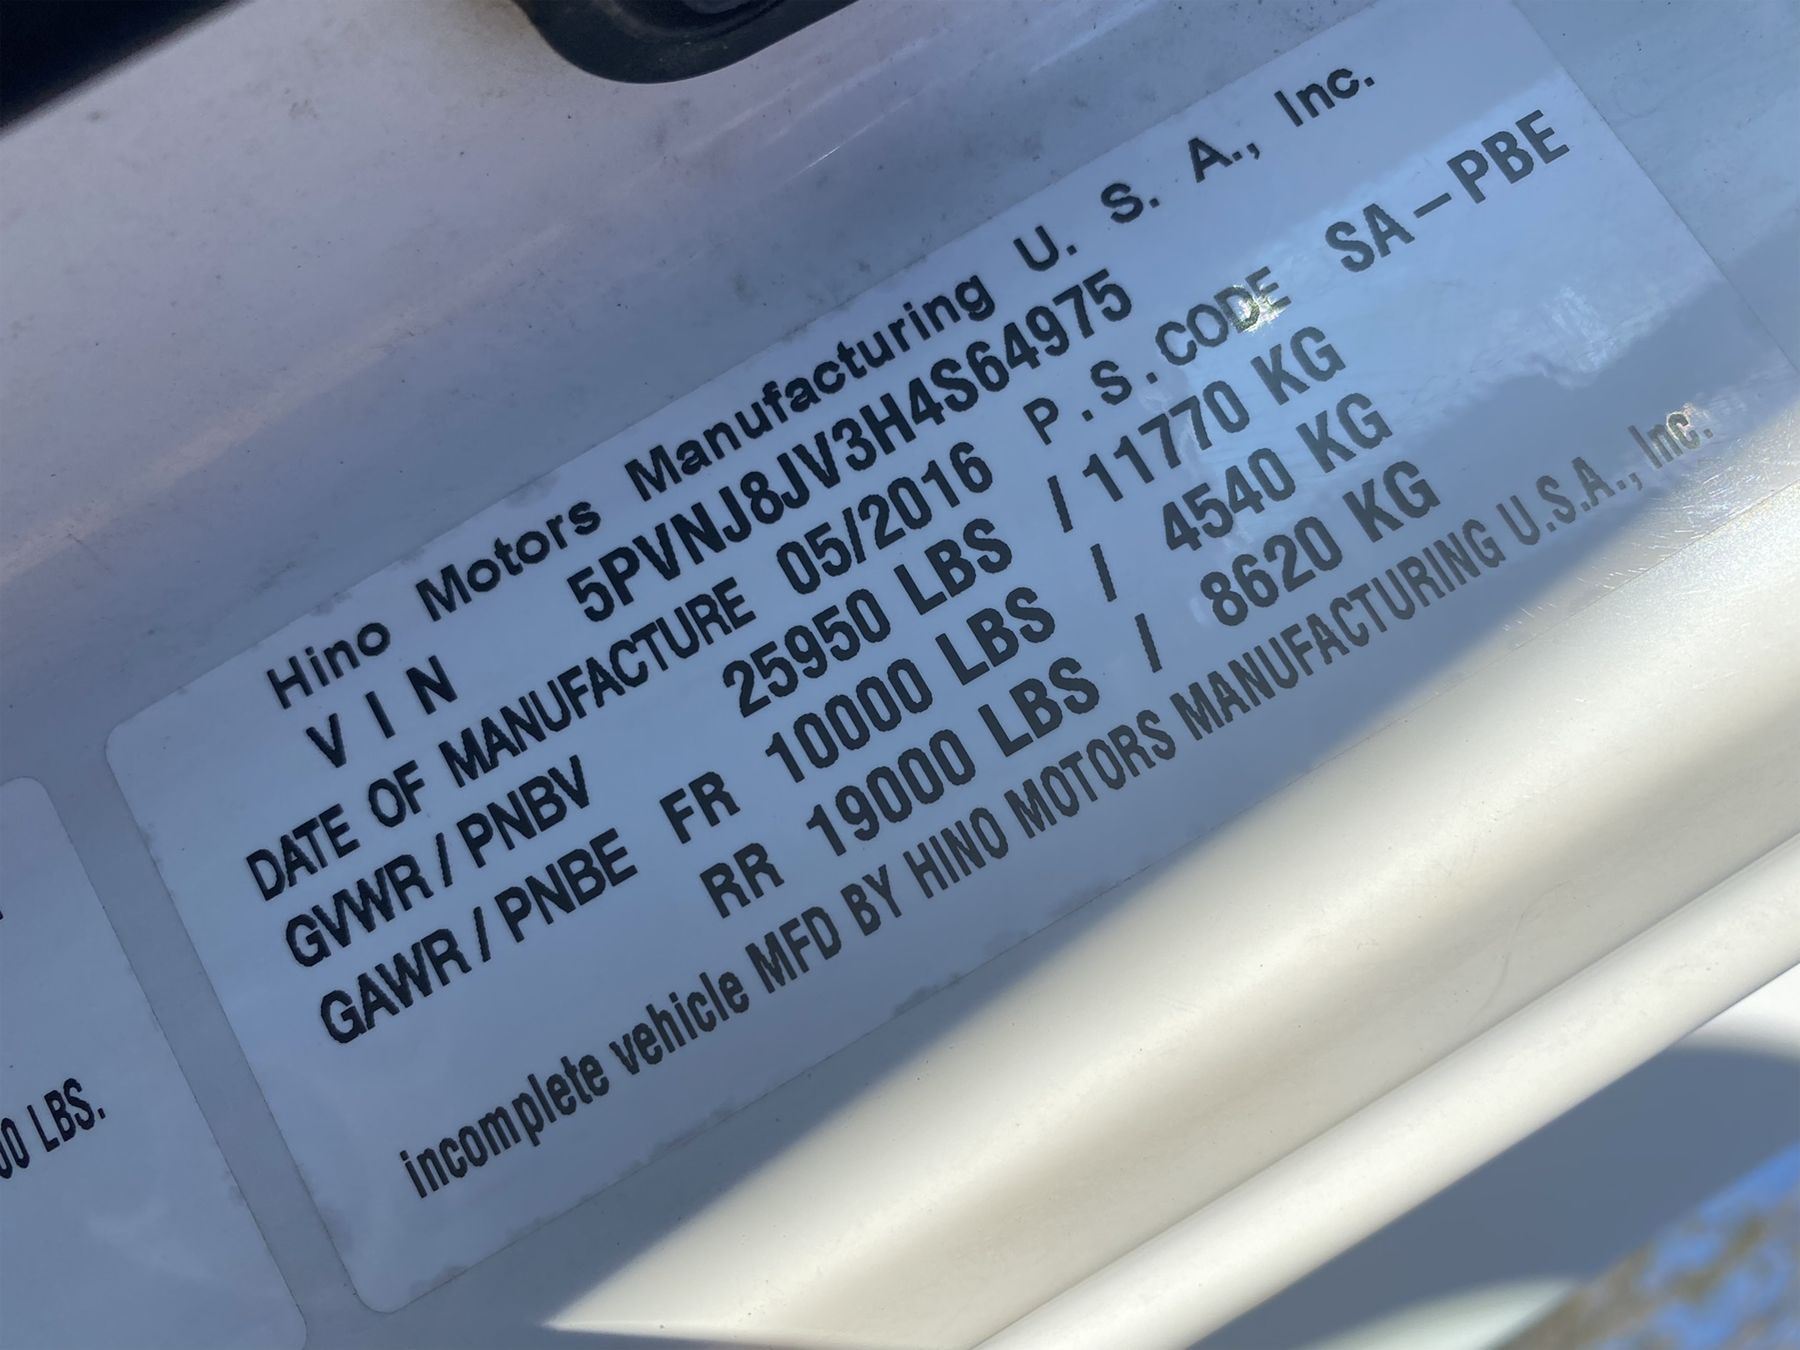 Hino Motors Manufacturing U. S. A., Inc.
V I N 5PVNJ8JV3H4S64975
DATE OF MANUFACTURE 05/2016 P.S.CODE SA-PBE
GVWR/PNBV 25950 LBS /11770 KG
GAWR/PNBE FR 10000 LBS / 4540 KG
RR 19000 LBS / 8620 KG
incomplete vehicle MFD BY HINO MOTORS MANUFACTURING U.S.A., Inc.
00 LBS.